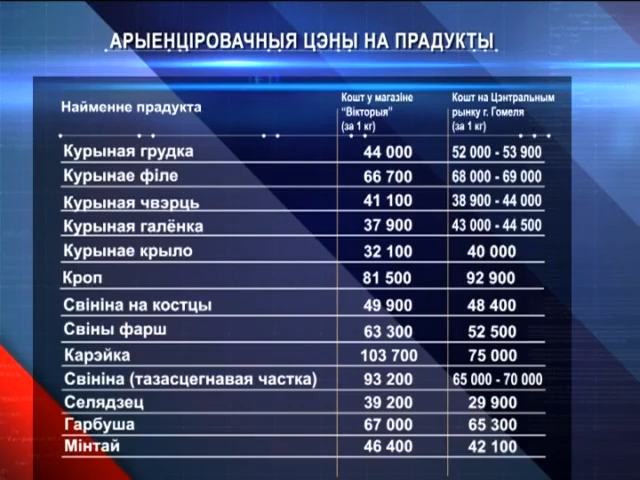 АРЫЕНЦІРОВАЧНЫЯ ЦЭНЫ НА ПРАДУКТЫ
Найменне прадукта
Кошт у магазіне
"Вікторыя"
(за 1 кг)
Кошт на Цэнтральным
рынку г. Гомеля
(за 1 кг)
Курыная грудка 44 000 52 000 - 53 900
Курынае філе 66 700 68 000 - 69 000
Курыная чвэрць 41 100 38 900 - 44 000
Курыная галёнка 37 900 43 000 - 44 500
Курынае крыло 32 100 40 000
Кроп 81 500 92 900
Свініна на костцы 49 900 48 400
Свіны фарш 63 300 52 500
Карэйка 103 700 75 000
Свініна (тазасцегнавая частка) 93 200 65 000 - 70 000
Селядзец 39 200 29 900
Гарбуша 67 000 65 300
Мінтай 46 400 42 100